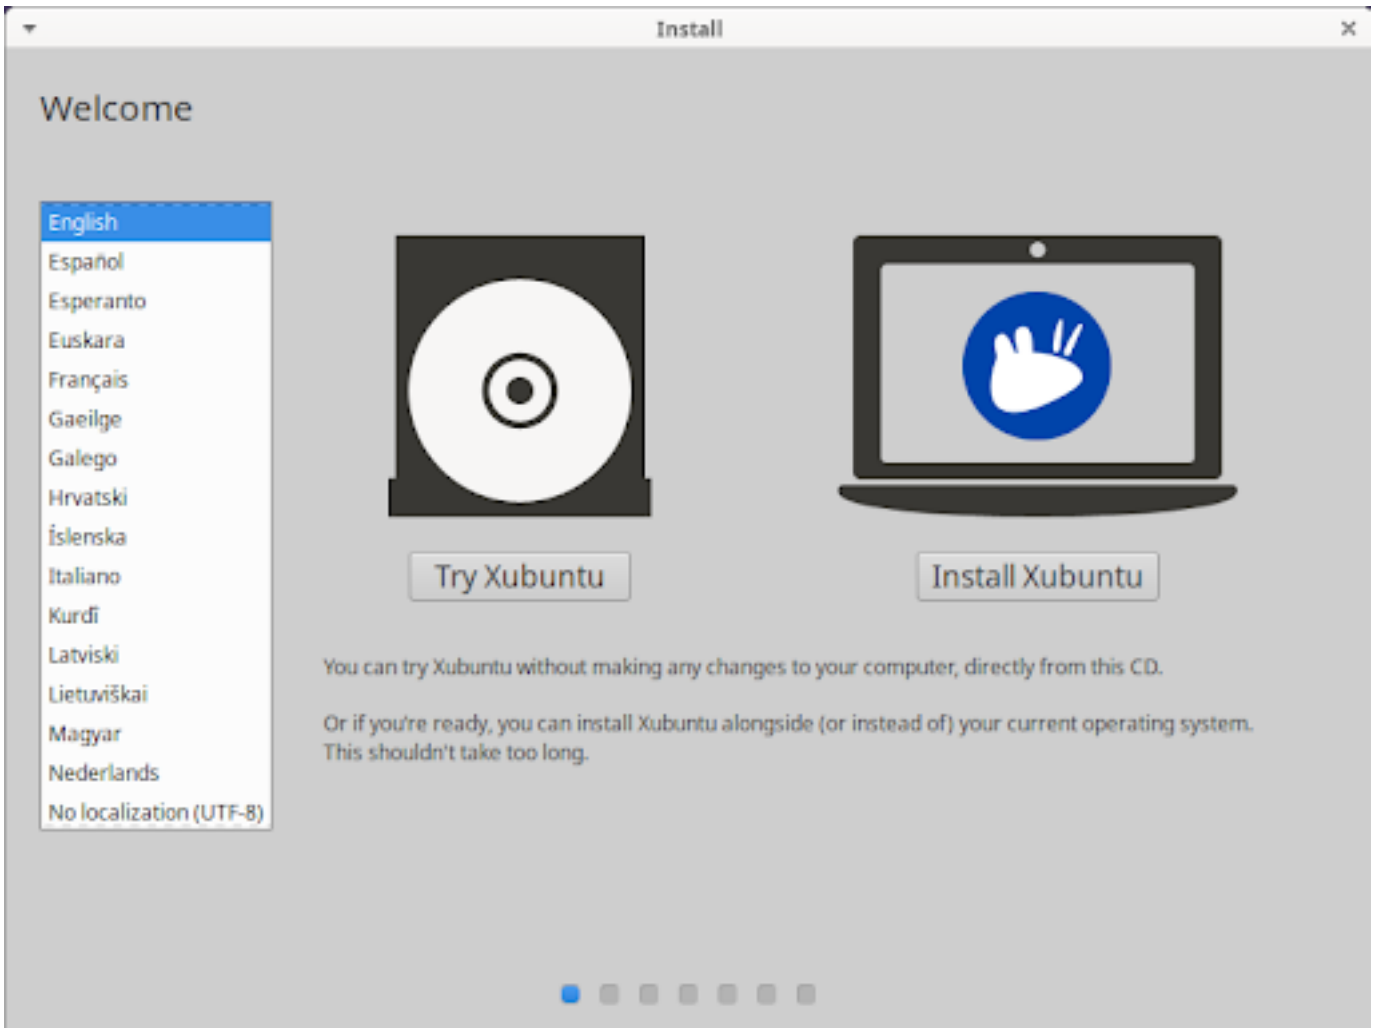 Install
Welcome
English
Español
Esperanto
Euskara
Français
Gaeilge
Galego
Hrvatski
Íslenska
Italiano
Kurdî
Latviski
Lietuviškai
Magyar
Nederlands
No localization (UTF-8)
Try Xubuntu
Install Xubuntu
You can try Xubuntu without making any changes to your computer, directly from this CD.
Or if you're ready, you can install Xubuntu alongside (or instead of) your current operating system.
This shouldn't take too long.